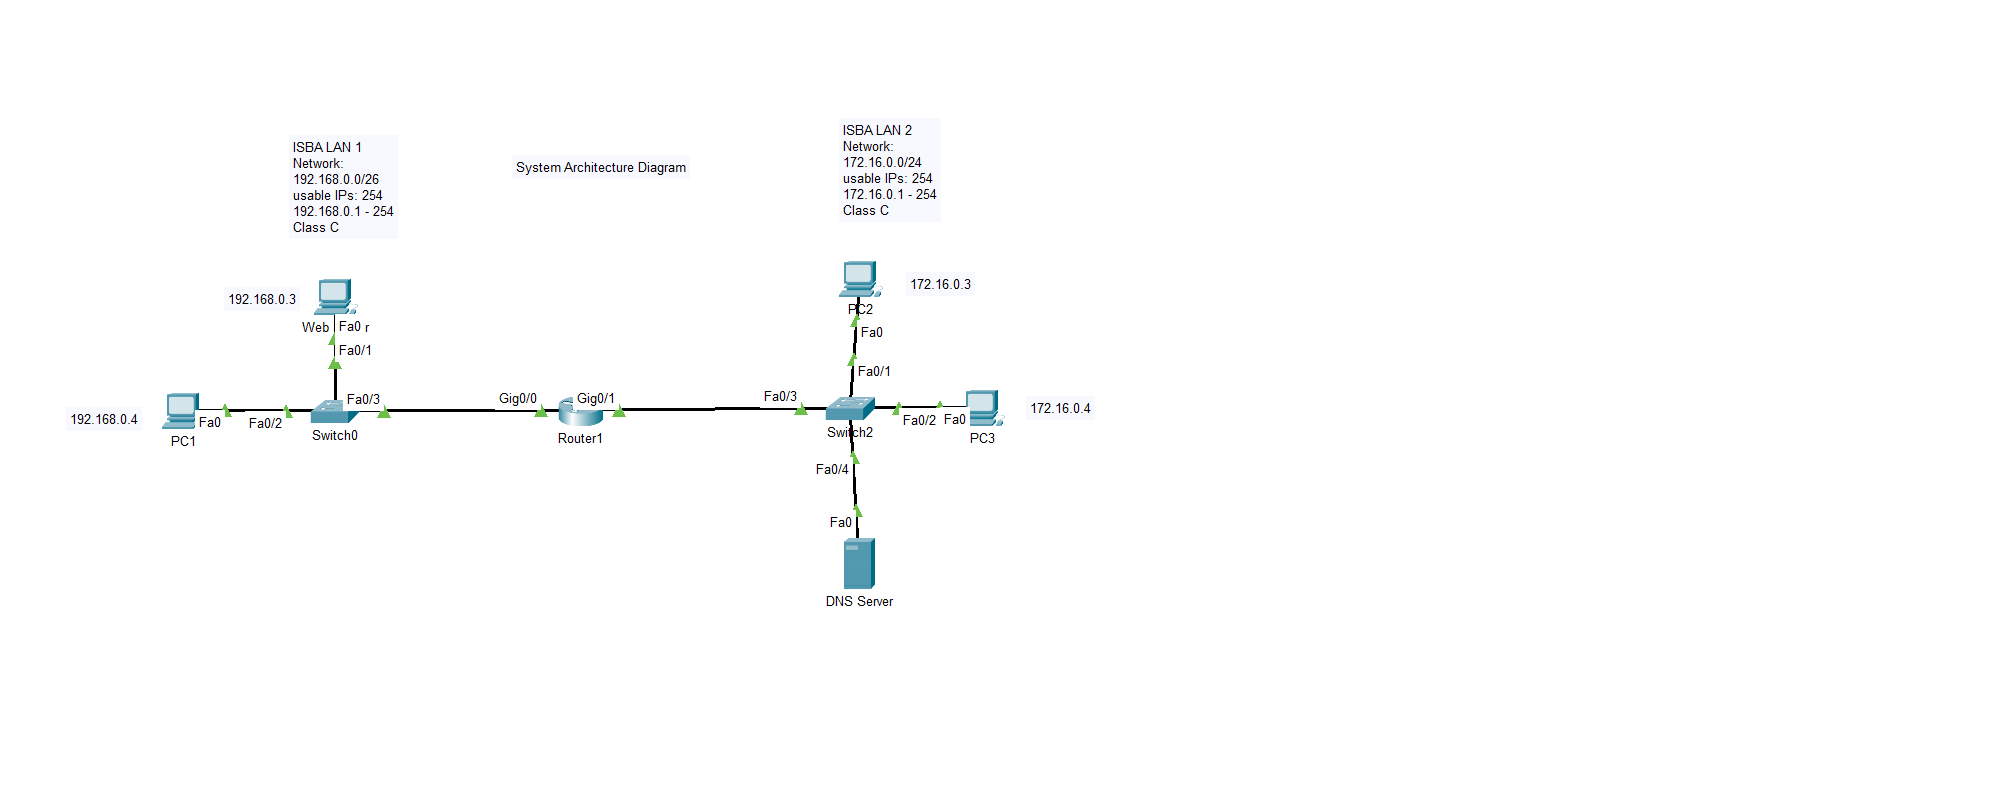 ISBA LAN 1
Network:
192.168.0.0/26
usable IPs: 254
192.168.0.1 - 254
Class C
System Architecture Diagram
ISBA LAN 2
Network:
172.16.0.0/24
usable IPs: 254
172.16.0.1 - 254
Class C
192.168.0.3
Web
Fa0
r
Fa0/1
172.16.0.3
PC2
Fa0
Fa0/1
192.168.0.4
Fa0
PC1
Fa0/2
Fa0/3
Switch0
Gig0/0
Gig0/1
Router1
Fa0/3
Switch2
Fa0/2
Fa0
PC3
172.16.0.4
Fa0/4
Fa0
DNS Server